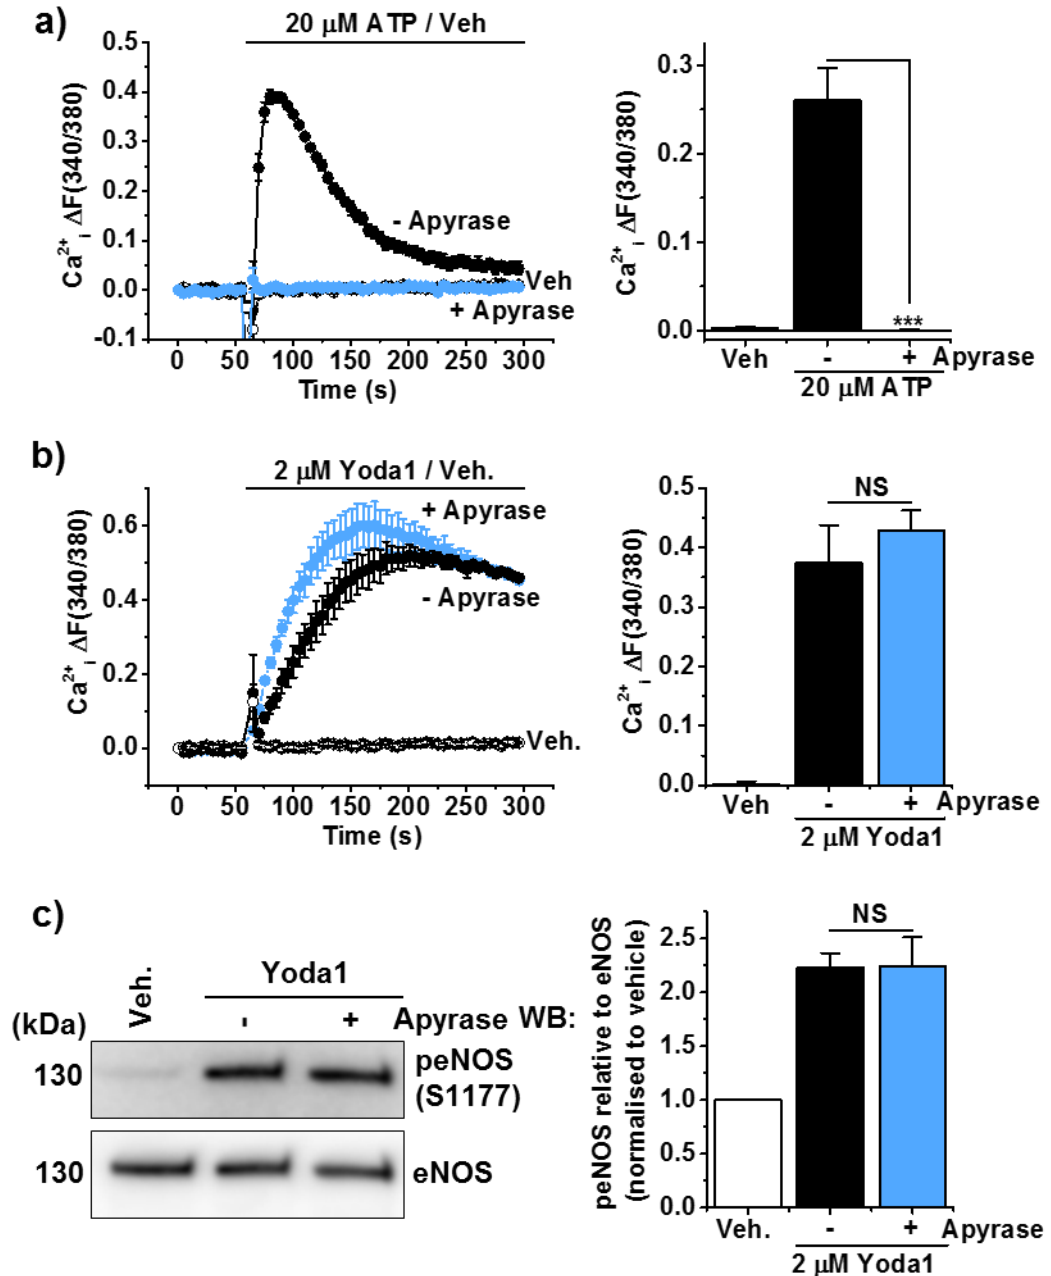 a)
20 μM ATP / Veh
Ca²⁺ᵢ ΔF(340/380)
0.5
0.4
0.3
0.2
0.1
0.0
-0.1
- Apyrase
Veh
+ Apyrase
0 50 100 150 200 250 300
Time (s)
Ca²⁺ᵢ ΔF(340/380)
0.3
0.2
0.1
0.0
***
Veh - + Apyrase
20 μM ATP
b)
2 μM Yoda1 / Veh.
Ca²⁺ᵢ ΔF(340/380)
0.6
0.4
0.2
0.0
+ Apyrase
- Apyrase
Veh.
0 50 100 150 200 250 300
Time (s)
Ca²⁺ᵢ ΔF(340/380)
0.5
0.4
0.3
0.2
0.1
0.0
NS
Veh - + Apyrase
2 μM Yoda1
c)
Veh.
Yoda1
(kDa) - + Apyrase WB:
130 peNOS
(S1177)
130 eNOS
peNOS relative to eNOS
(normalised to vehicle)
2.5
2.0
1.5
1.0
0.5
0.0
NS
Veh. - + Apyrase
2 μM Yoda1